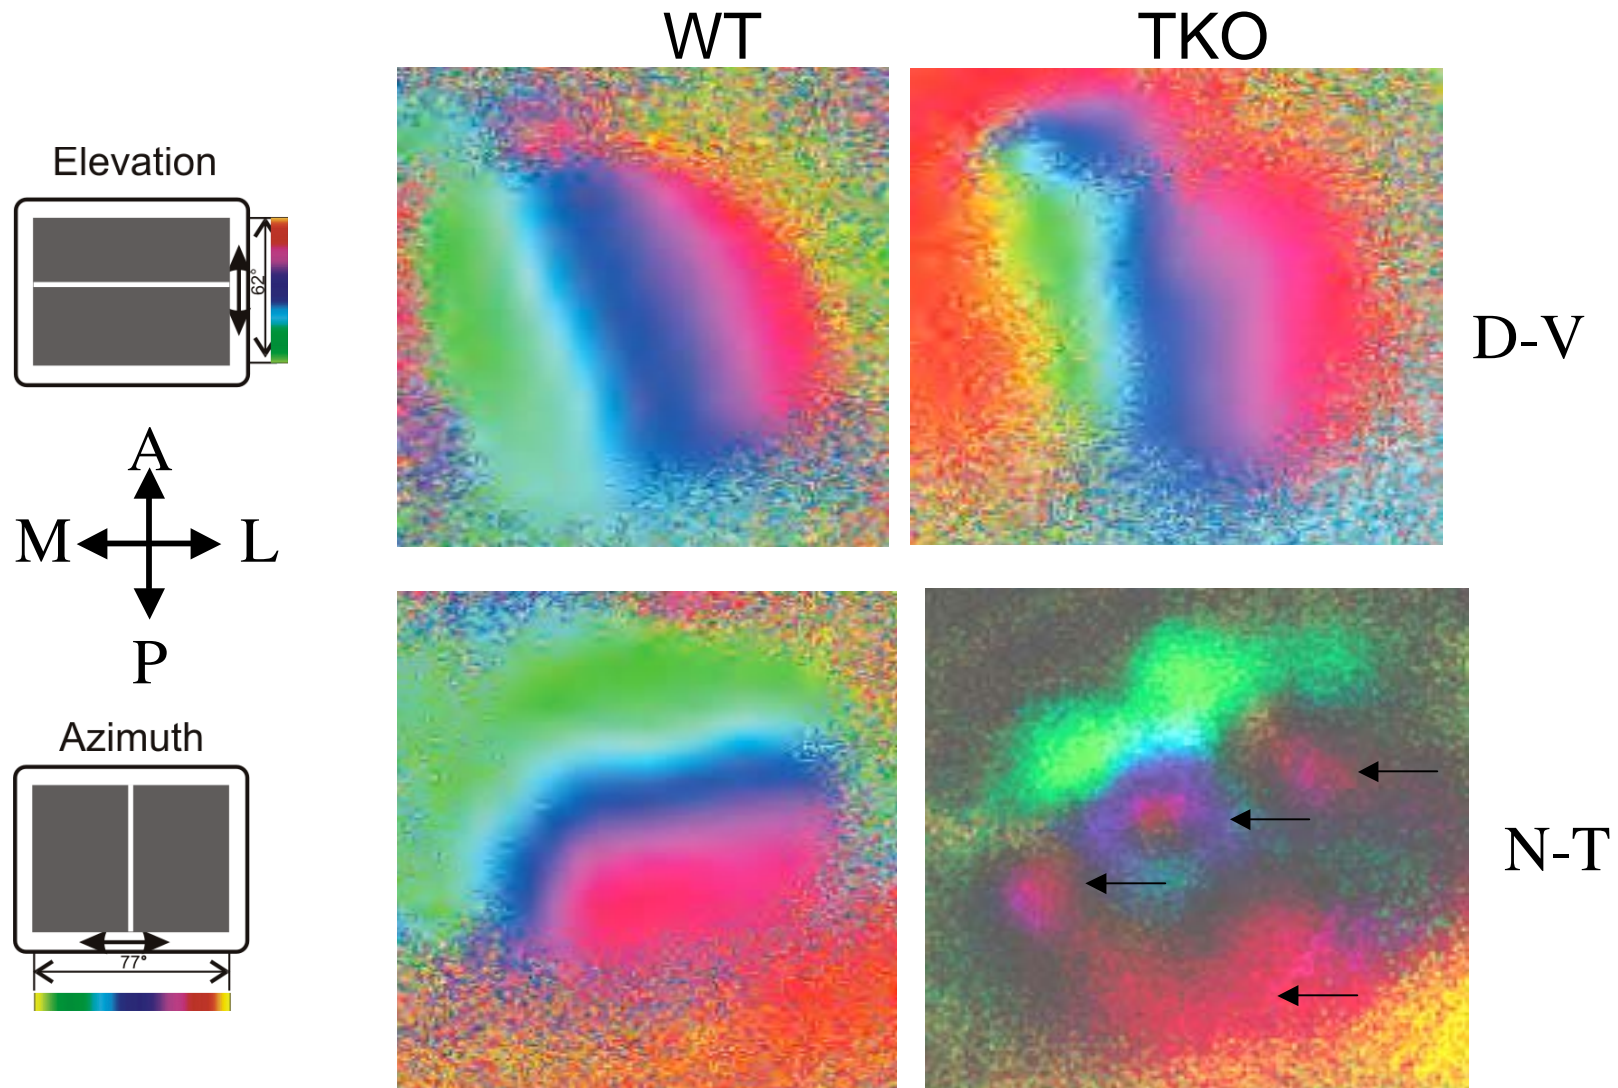 WT
TKO
Elevation
62°
D-V
A
M
L
P
Azimuth
77°
N-T